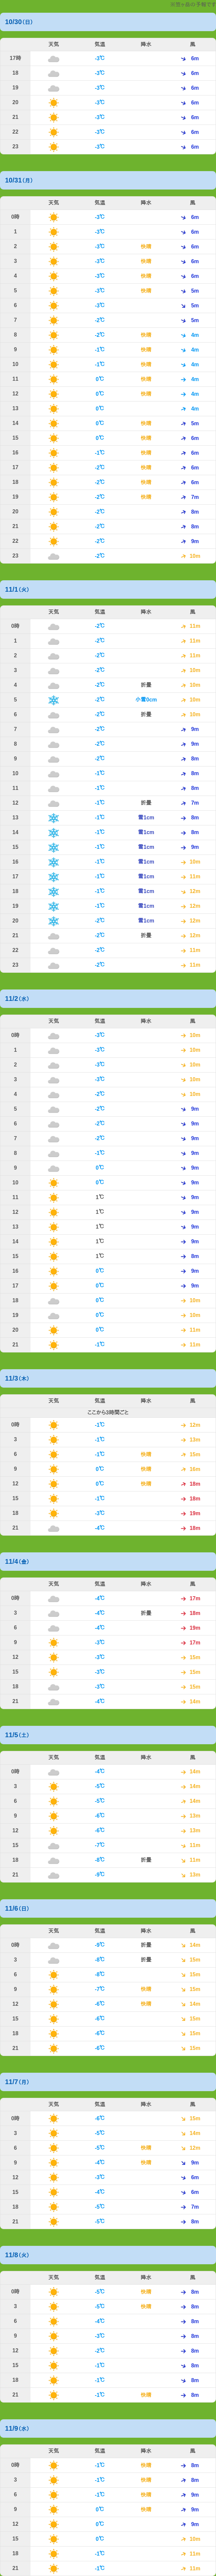 10/30(日)
天気 気温 降水 風
17時 -3℃ 6m
18 -3℃ 6m
19 -3℃ 6m
20 -3℃ 6m
21 -3℃ 6m
22 -3℃ 6m
23 -3℃ 6m
10/31(月)
天気 気温 降水 風
0時 -3℃ 6m
1 -3℃ 6m
2 -3℃ 快晴 6m
3 -3℃ 快晴 6m
4 -3℃ 快晴 6m
5 -3℃ 快晴 5m
6 -3℃ 5m
7 -2℃ 5m
8 -2℃ 快晴 4m
9 -1℃ 快晴 4m
10 -1℃ 快晴 4m
11 0℃ 快晴 4m
12 0℃ 快晴 4m
13 0℃ 4m
14 0℃ 快晴 5m
15 0℃ 快晴 6m
16 -1℃ 快晴 6m
17 -2℃ 快晴 6m
18 -3℃ 快晴 6m
19 -2℃ 快晴 7m
20 -2℃ 8m
21 -2℃ 8m
22 -2℃ 9m
23 -2℃ 10m
11/1(火)
天気 気温 降水 風
0時 -2℃ 11m
1 -2℃ 11m
2 -2℃ 11m
3 -2℃ 10m
4 -2℃ 折曇 10m
5 -2℃ 小雪0cm 10m
6 -3℃ 折曇 10m
7 -2℃ 9m
8 -2℃ 9m
9 -2℃ 8m
10 -1℃ 8m
11 -1℃ 8m
12 -1℃ 折曇 7m
13 -1℃ 雪1cm 8m
14 -1℃ 雪1cm 8m
15 -1℃ 雪1cm 9m
16 -1℃ 雪1cm 10m
17 -1℃ 雪1cm 11m
18 -1℃ 雪1cm 12m
19 -1℃ 雪1cm 12m
20 -2℃ 雪1cm 12m
21 -2℃ 折曇 12m
22 -2℃ 11m
23 -2℃ 11m
11/2(水)
天気 気温 降水 風
0時 -3℃ 10m
1 -3℃ 10m
2 -3℃ 10m
3 -3℃ 10m
4 -2℃ 10m
5 -2℃ 9m
6 -2℃ 9m
7 -2℃ 9m
8 -1℃ 9m
9 0℃ 9m
10 0℃ 9m
11 1℃ 9m
12 1℃ 9m
13 1℃ 9m
14 1℃ 9m
15 1℃ 8m
16 0℃ 9m
17 0℃ 9m
18 0℃ 10m
19 0℃ 10m
20 0℃ 11m
21 -1℃ 11m
11/3(木)
天気 気温 降水 風
ここから3時間ごと
0時 -1℃ 12m
3 -1℃ 13m
6 -1℃ 快晴 15m
9 0℃ 快晴 16m
12 0℃ 快晴 18m
15 -1℃ 18m
18 -3℃ 19m
21 -4℃ 18m
11/4(金)
天気 気温 降水 風
0時 -4℃ 17m
3 -4℃ 折曇 18m
6 -4℃ 19m
9 -3℃ 17m
12 -3℃ 15m
15 -3℃ 15m
18 -3℃ 15m
21 -4℃ 14m
11/5(土)
天気 気温 降水 風
0時 -4℃ 14m
3 -5℃ 14m
6 -5℃ 14m
9 -6℃ 13m
12 -6℃ 13m
15 -7℃ 11m
18 -8℃ 折曇 11m
21 -9℃ 13m
11/6(日)
天気 気温 降水 風
0時 -9℃ 折曇 14m
3 -8℃ 折曇 15m
6 -8℃ 15m
9 -7℃ 快晴 15m
12 -6℃ 快晴 14m
15 -6℃ 15m
18 -6℃ 15m
21 -6℃ 15m
11/7(月)
天気 気温 降水 風
0時 -6℃ 15m
3 -5℃ 14m
6 -5℃ 快晴 12m
9 -4℃ 快晴 9m
12 -3℃ 6m
15 -4℃ 6m
18 -5℃ 7m
21 -5℃ 8m
11/8(火)
天気 気温 降水 風
0時 -5℃ 快晴 8m
3 -5℃ 快晴 8m
6 -4℃ 8m
9 -3℃ 8m
12 -2℃ 8m
15 -1℃ 8m
18 -1℃ 8m
21 -1℃ 快晴 8m
11/9(水)
天気 気温 降水 風
0時 -1℃ 快晴 8m
3 -1℃ 快晴 8m
6 -1℃ 快晴 9m
9 0℃ 快晴 9m
12 0℃ 9m
15 0℃ 10m
18 -1℃ 11m
21 -1℃ 11m